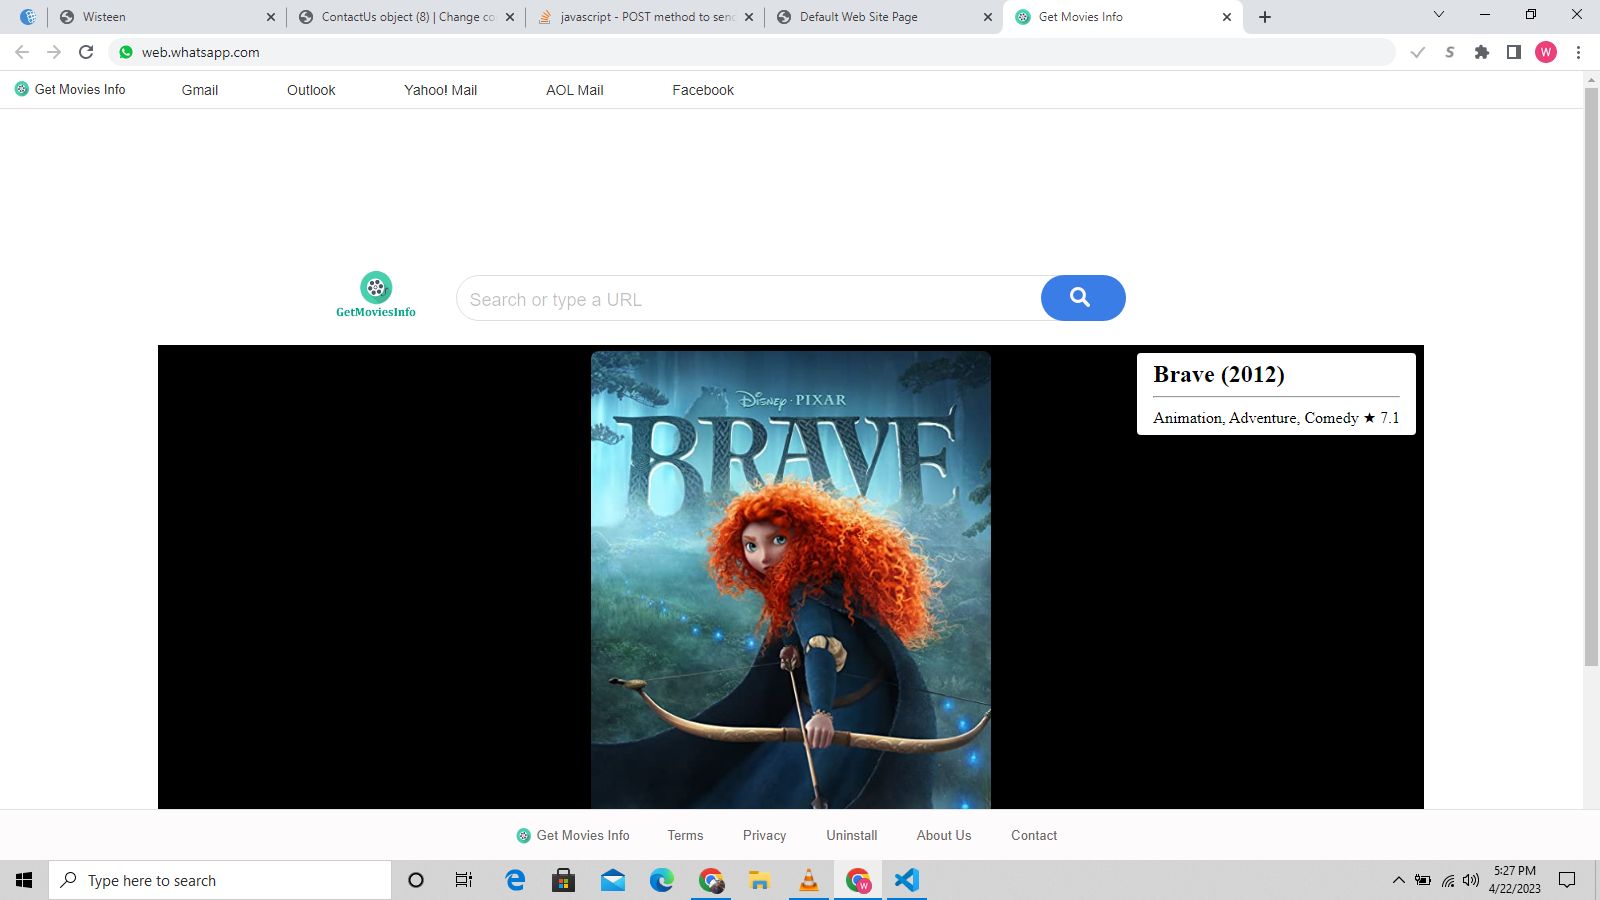 Wisteen
ContactUs object (8) | Change co
javascript - POST method to send
Default Web Site Page
Get Movies Info
web.whatsapp.com
S
W
Get Movies Info
Gmail
Outlook
Yahoo! Mail
AOL Mail
Facebook
GetMoviesInfo
Search or type a URL
Brave (2012)
Animation, Adventure, Comedy ★ 7.1
Disney · PIXAR
BRAVE
Get Movies Info
Terms
Privacy
Uninstall
About Us
Contact
Type here to search
W
5:27 PM
4/22/2023